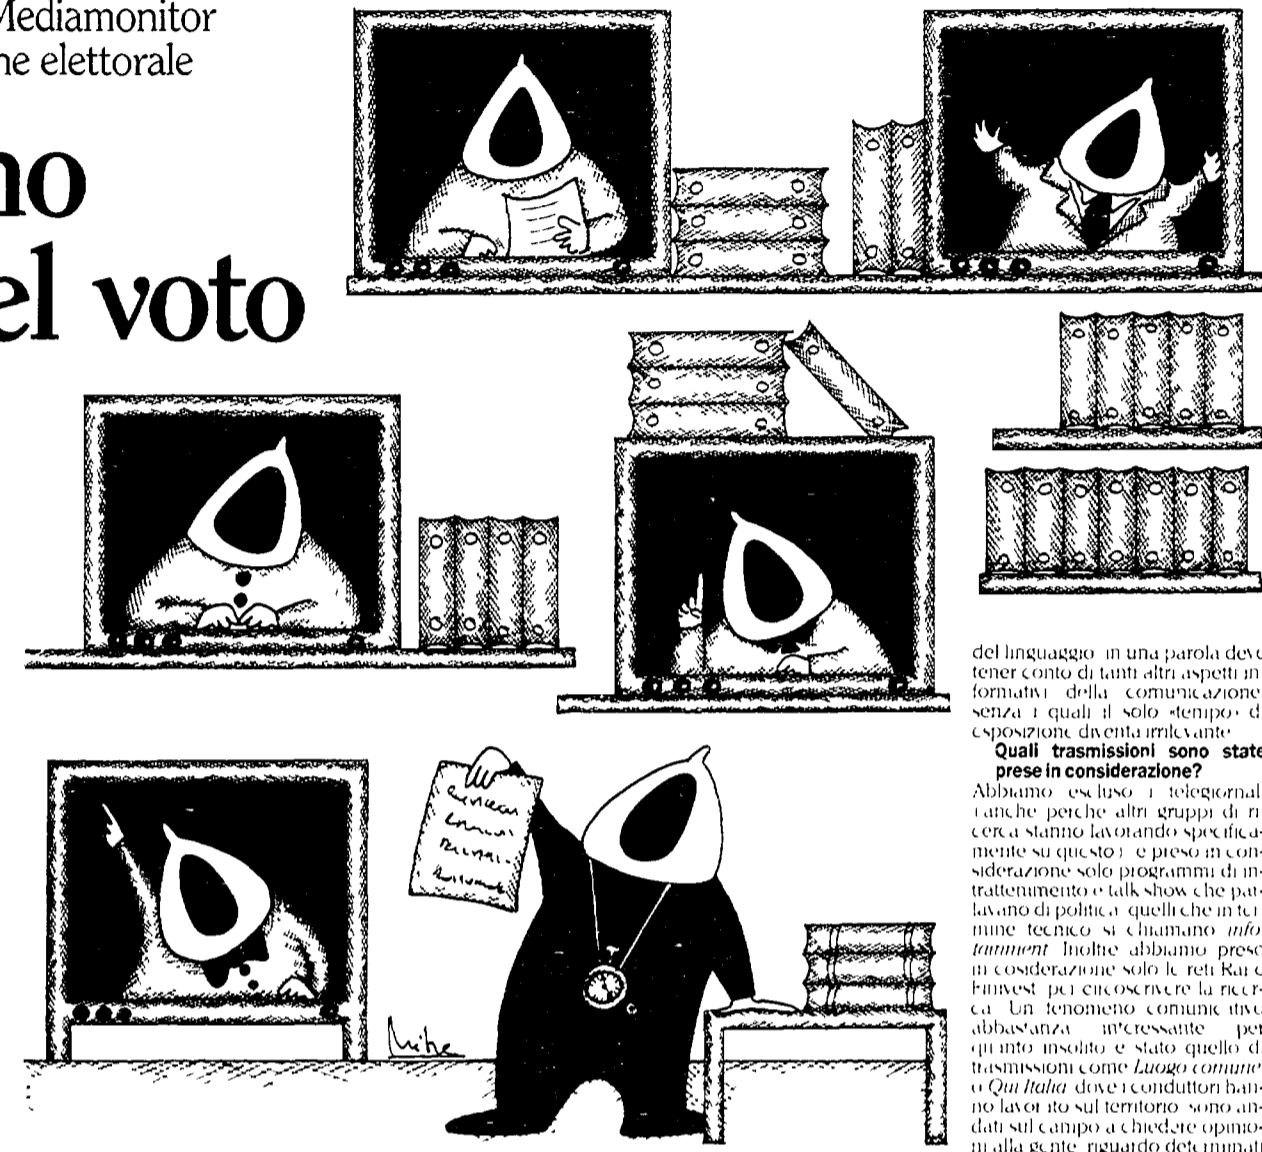 Mediamonitor
ne elettorale
no
el voto
del linguaggio in una parola deve
tener conto di tanti altri aspetti in
formativi della comunicazione
senza i quali il solo «tempo» d
esposizione diventa irrilevante
Quali trasmissioni sono state
prese in considerazione?
Abbiamo escluso i telegiornal
(anche perche altri gruppi di ri
cerca stanno lavorando specifica-
mente su questo) e preso in con-
siderazione solo programmi di in-
trattenimento e talk show che par-
lavano di politica quelli che in ter
mine tecnico si chiamano info
tainment Inoltre abbiamo preso
in cosiderazione solo le reti Rai e
Fininvest per circoscrivere la ricer-
ca Un fenomeno comunicativo
abbastanza interessante per
quinto insolito e stato quello d
trasmissioni come Luogo comune
o Qui Italia dove i conduttori han-
no lavorato sul territorio sono an-
dati sul campo a chiedere opinio-
ni alla gente riguardo determinati